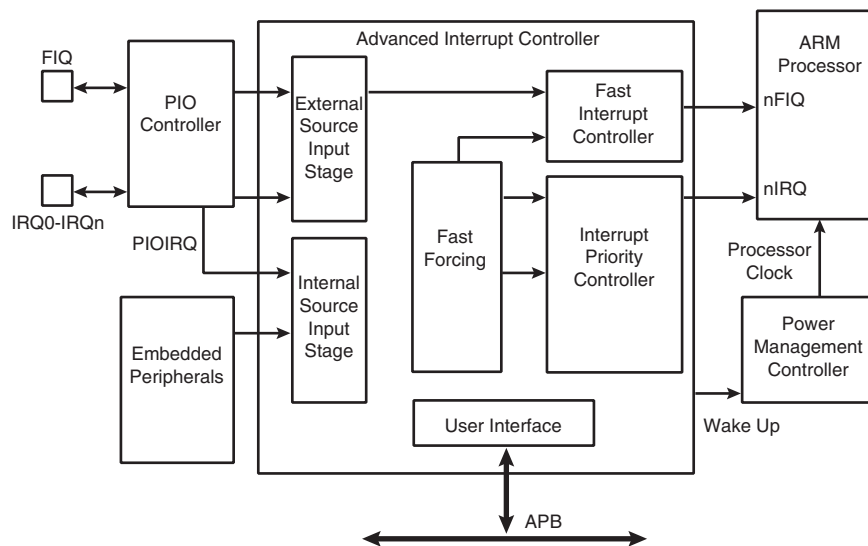 Advanced Interrupt Controller
ARM
Processor
FIQ
PIO
Controller
External
Source
Input
Stage
Fast
Interrupt
Controller
nFIQ
IRQ0-IRQn
PIOIRQ
Fast
Forcing
Interrupt
Priority
Controller
nIRQ
Processor
Clock
Internal
Source
Input
Stage
Embedded
Peripherals
Power
Management
Controller
User Interface
Wake Up
APB